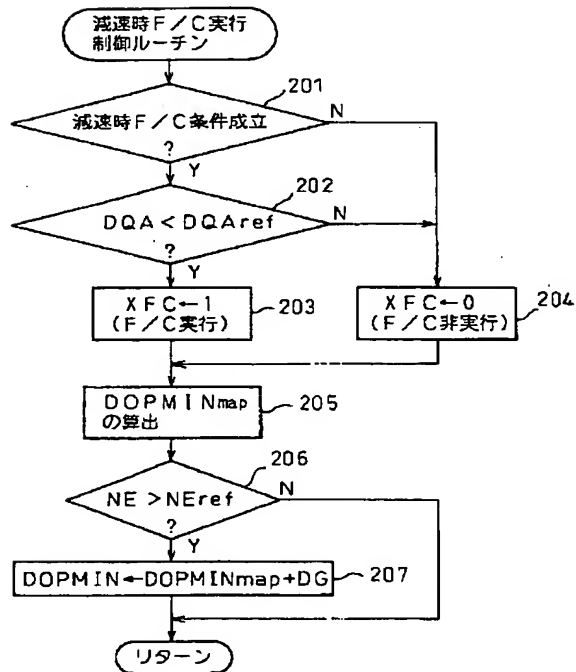 減速時F/C実行
制御ルーチン
201
減速時F/C条件成立
?
N
Y
202
DQA<DQAref
?
N
Y
XFC←1
(F/C実行)
203
XFC←0
(F/C非実行)
204
DOPMINmap
の算出
205
206
NE>NEref
?
N
Y
DOPMIN←DOPMINmap+DG
207
リターン